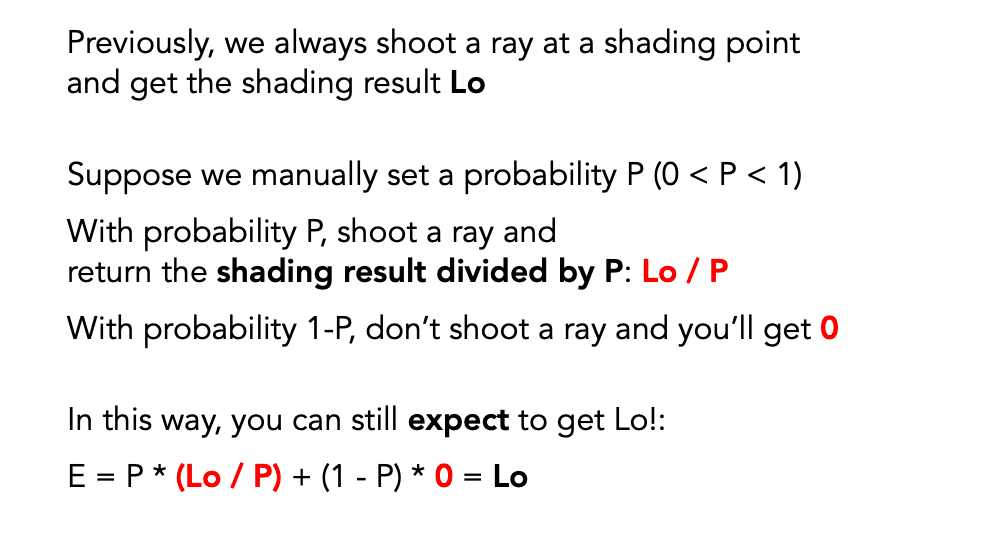 Previously, we always shoot a ray at a shading point
and get the shading result Lo
Suppose we manually set a probability P (0 < P < 1)
With probability P, shoot a ray and
return the shading result divided by P: Lo / P
With probability 1-P, don’t shoot a ray and you’ll get 0
In this way, you can still expect to get Lo!:
E = P * (Lo / P) + (1 - P) * 0 = Lo